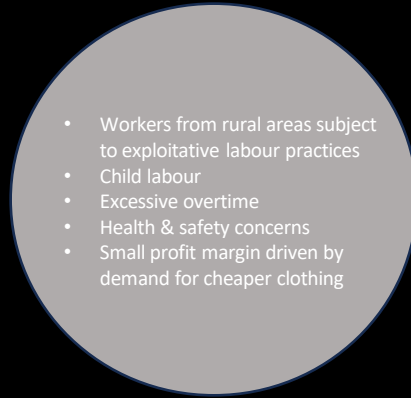 • Workers from rural areas subject
to exploitative labour practices
• Child labour
• Excessive overtime
• Health & safety concerns
• Small profit margin driven by
demand for cheaper clothing